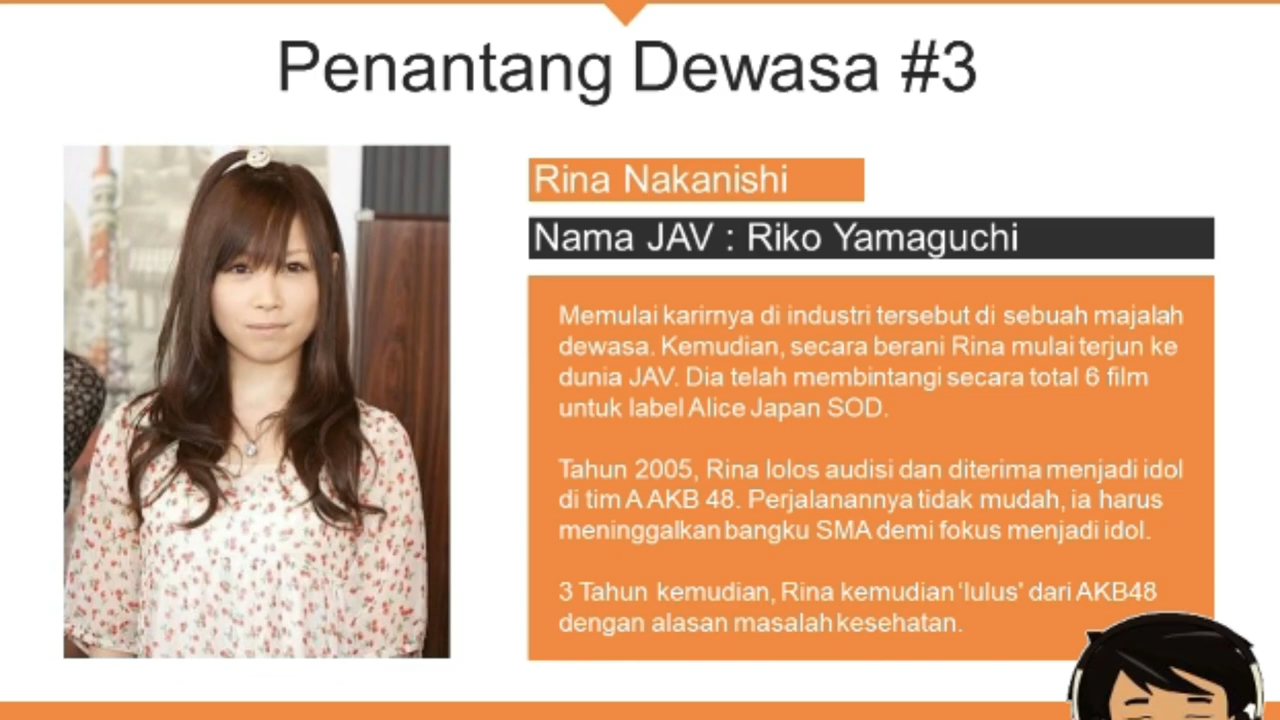 Penantang Dewasa #3
Rina Nakanishi
Nama JAV : Riko Yamaguchi
Memulai karirnya di industri tersebut di sebuah majalah
dewasa. Kemudian, secara berani Rina mulai terjun ke
dunia JAV. Dia telah membintangi secara total 6 film
untuk label Alice Japan SOD.
Tahun 2005, Rina lolos audisi dan diterima menjadi idol
di tim A AKB 48. Perjalanannya tidak mudah, ia harus
meninggalkan bangku SMA demi fokus menjadi idol.
3 Tahun kemudian, Rina kemudian ‘lulus’ dari AKB48
dengan alasan masalah kesehatan.